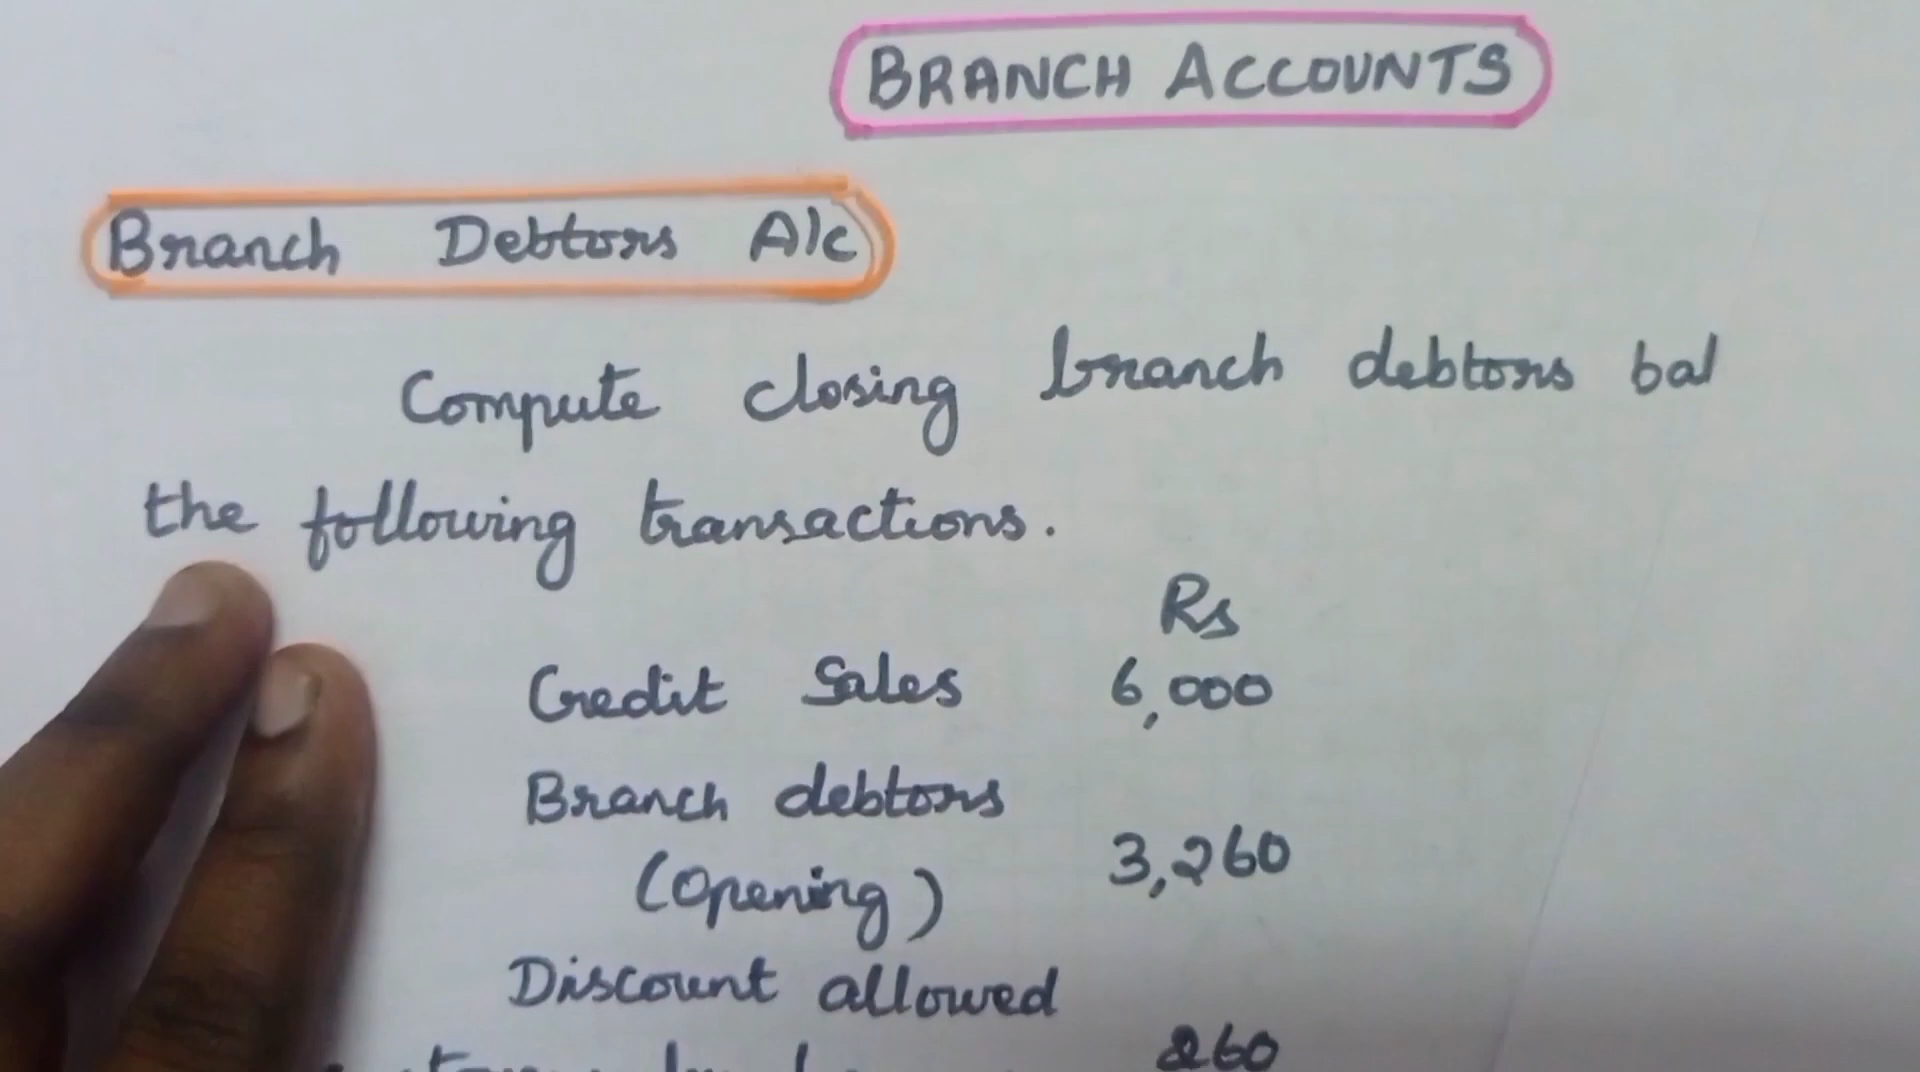 BRANCH ACCOUNTS
Branch Debtors A/c
Compute closing branch debtors bal
the following transactions.
Rs
Credit Sales 6,000
Branch debtors
(Opening) 3,260
Discount allowed
260